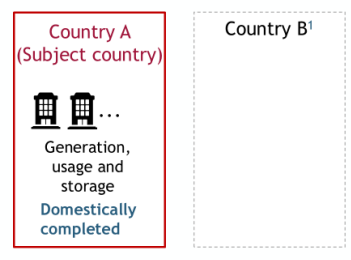 Country A
(Subject country)
...
Generation,
usage and
storage
Domestically
completed
Country B¹